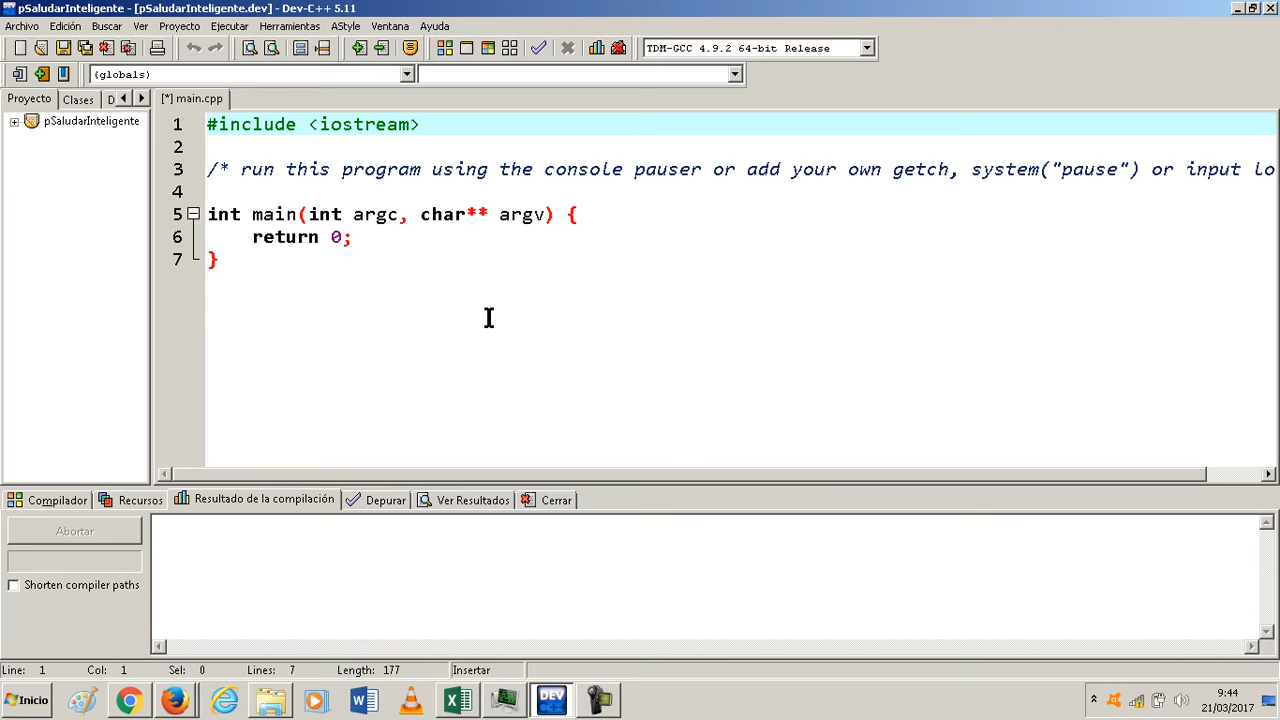 pSaludarInteligente - [pSaludarInteligente.dev] - Dev-C++ 5.11
Archivo Edición Buscar Ver Proyecto Ejecutar Herramientas AStyle Ventana Ayuda
TDM-GCC 4.9.2 64-bit Release
(globals)
Proyecto Clases D [*] main.cpp
pSaludarInteligente
1 #include <iostream>
2
3 /* run this program using the console pauser or add your own getch, system("pause") or input lo
4
5 int main(int argc, char** argv) {
6 return 0;
7 }
Compilador Recursos Resultado de la compilación Depurar Ver Resultados Cerrar
Abortar
Shorten compiler paths
Line: 1 Col: 1 Sel: 0 Lines: 7 Length: 177 Insertar
Inicio DEV 9:44
21/03/2017